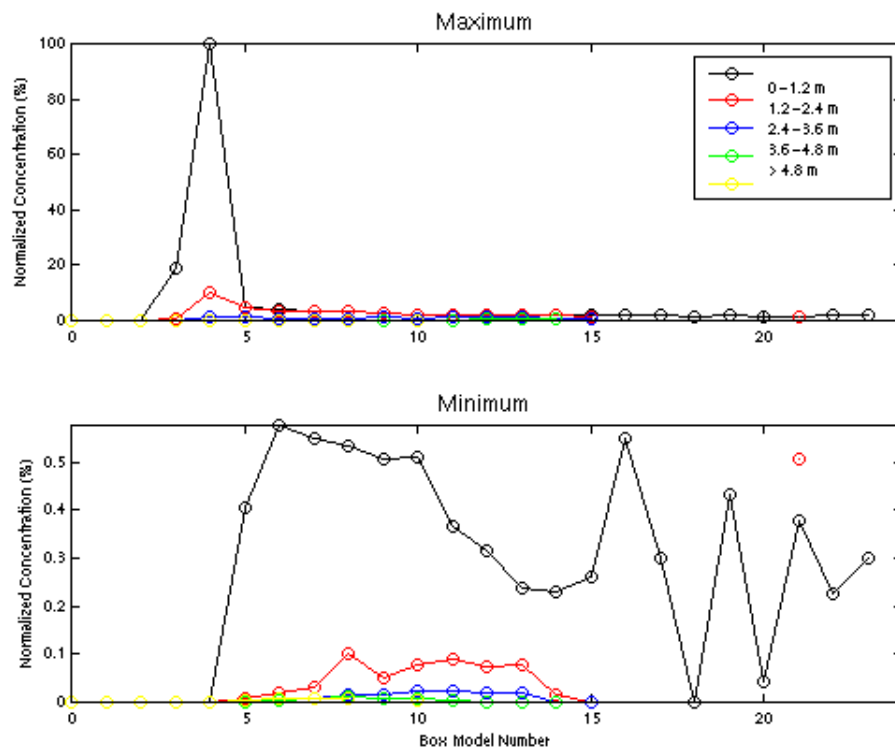 Maximum
Normalized Concentration (%)
100
80
60
40
20
0
0 5 10 15 20
0-1.2 m
1.2-2.4 m
2.4-3.6 m
3.6-4.8 m
> 4.8 m
Minimum
Normalized Concentration (%)
0.5
0.4
0.3
0.2
0.1
0
0 5 10 15 20
Box Model Number